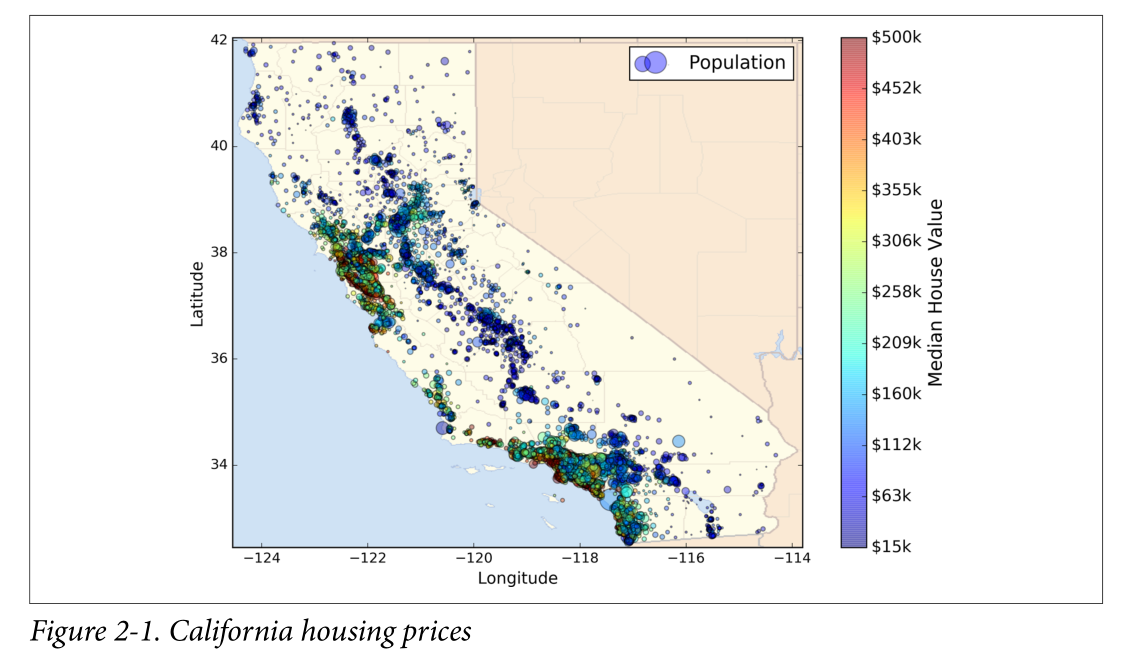 42
40
38
36
34
Latitude
−124
−122
−120
−118
−116
−114
Longitude
Population
$500k
$452k
$403k
$355k
$306k
$258k
$209k
$160k
$112k
$63k
$15k
Median House Value
Figure 2-1. California housing prices